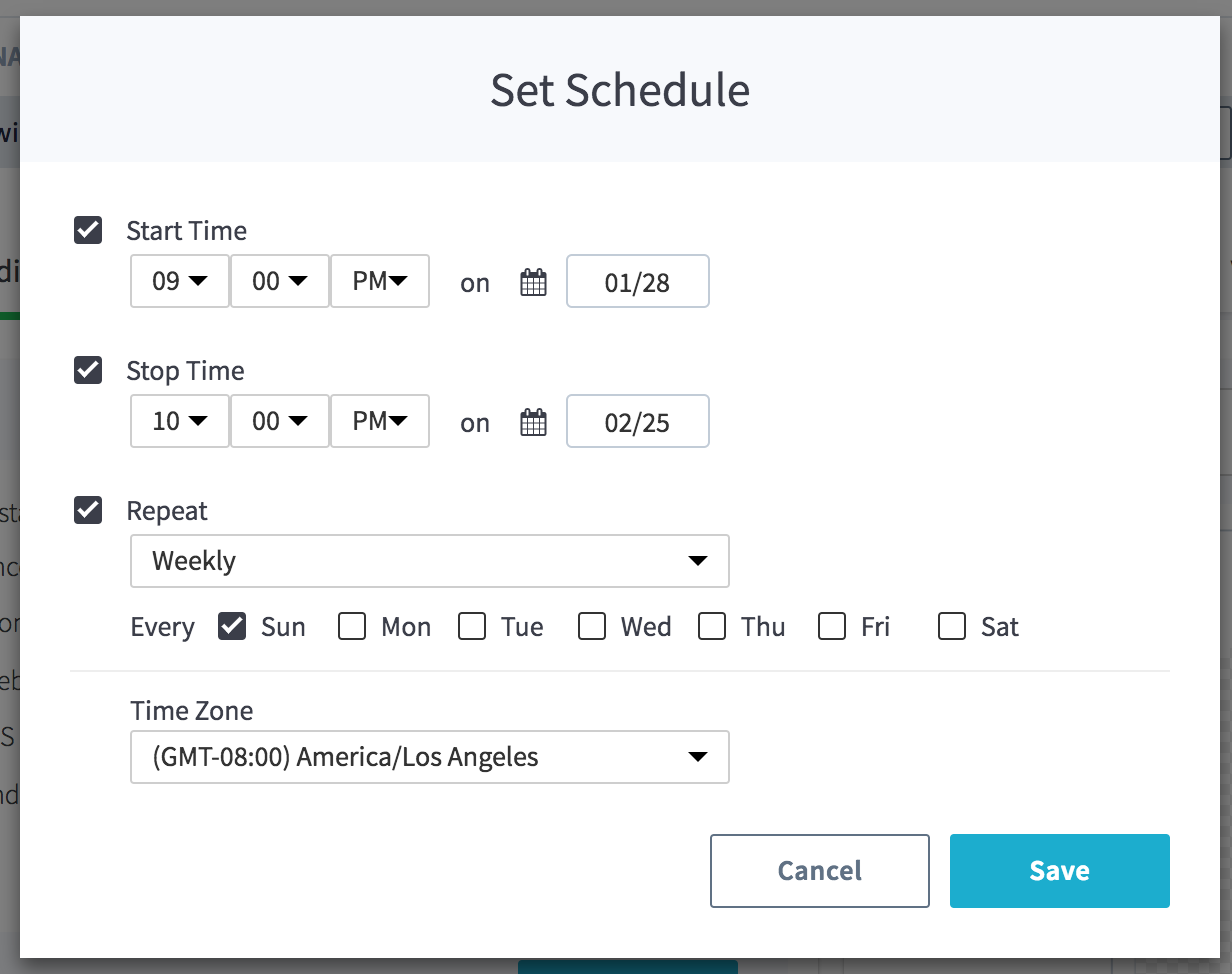 Set Schedule
Start Time
09 00 PM on 01/28
Stop Time
10 00 PM on 02/25
Repeat
Weekly
Every Sun Mon Tue Wed Thu Fri Sat
Time Zone
(GMT-08:00) America/Los Angeles
Cancel Save